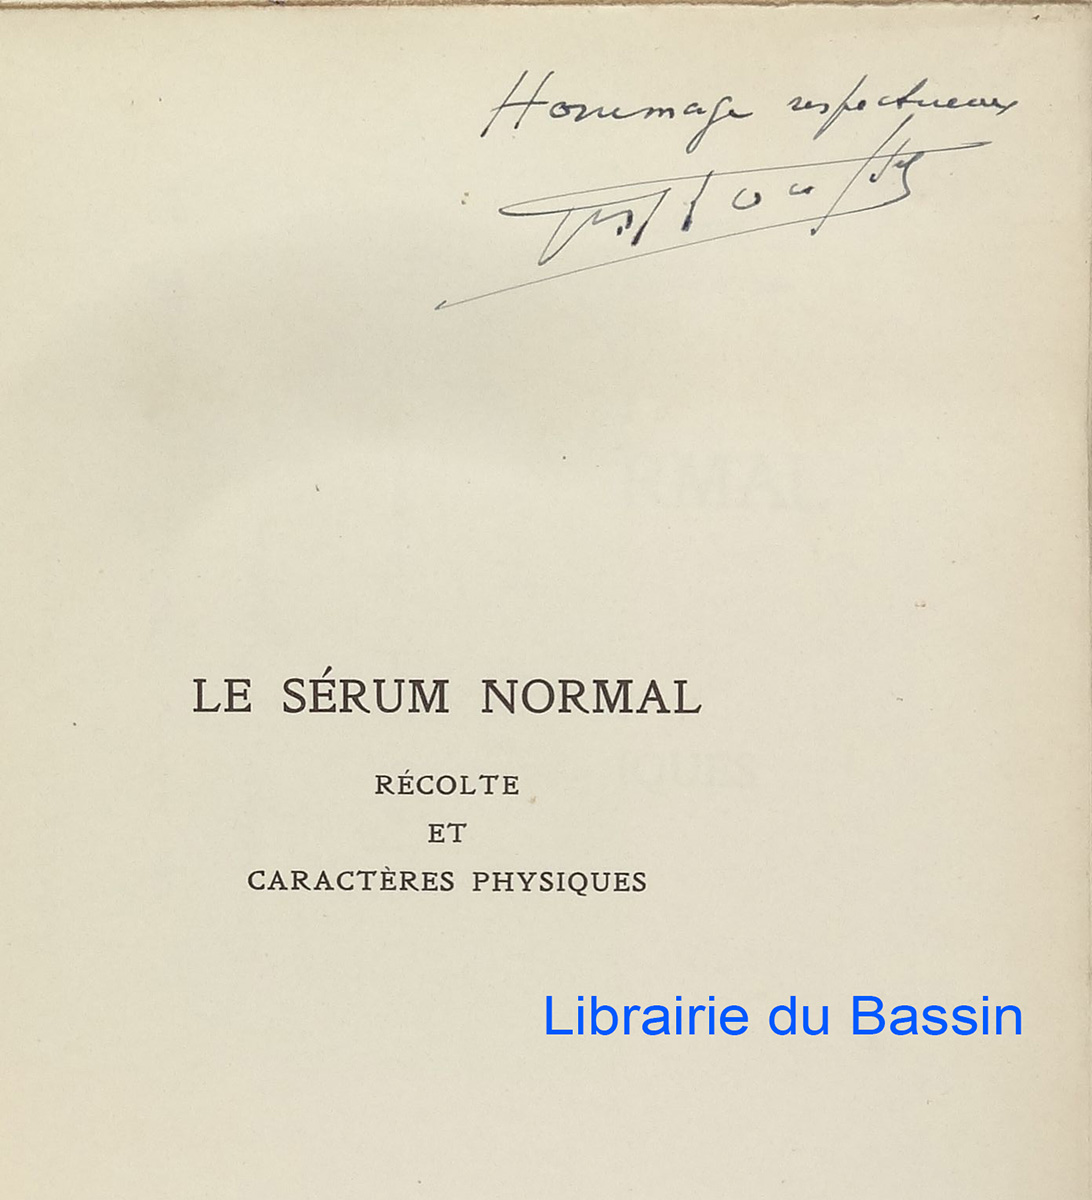 Hommage respectueux
LE SÉRUM NORMAL
RÉCOLTE
ET
CARACTÈRES PHYSIQUES
Librairie du Bassin